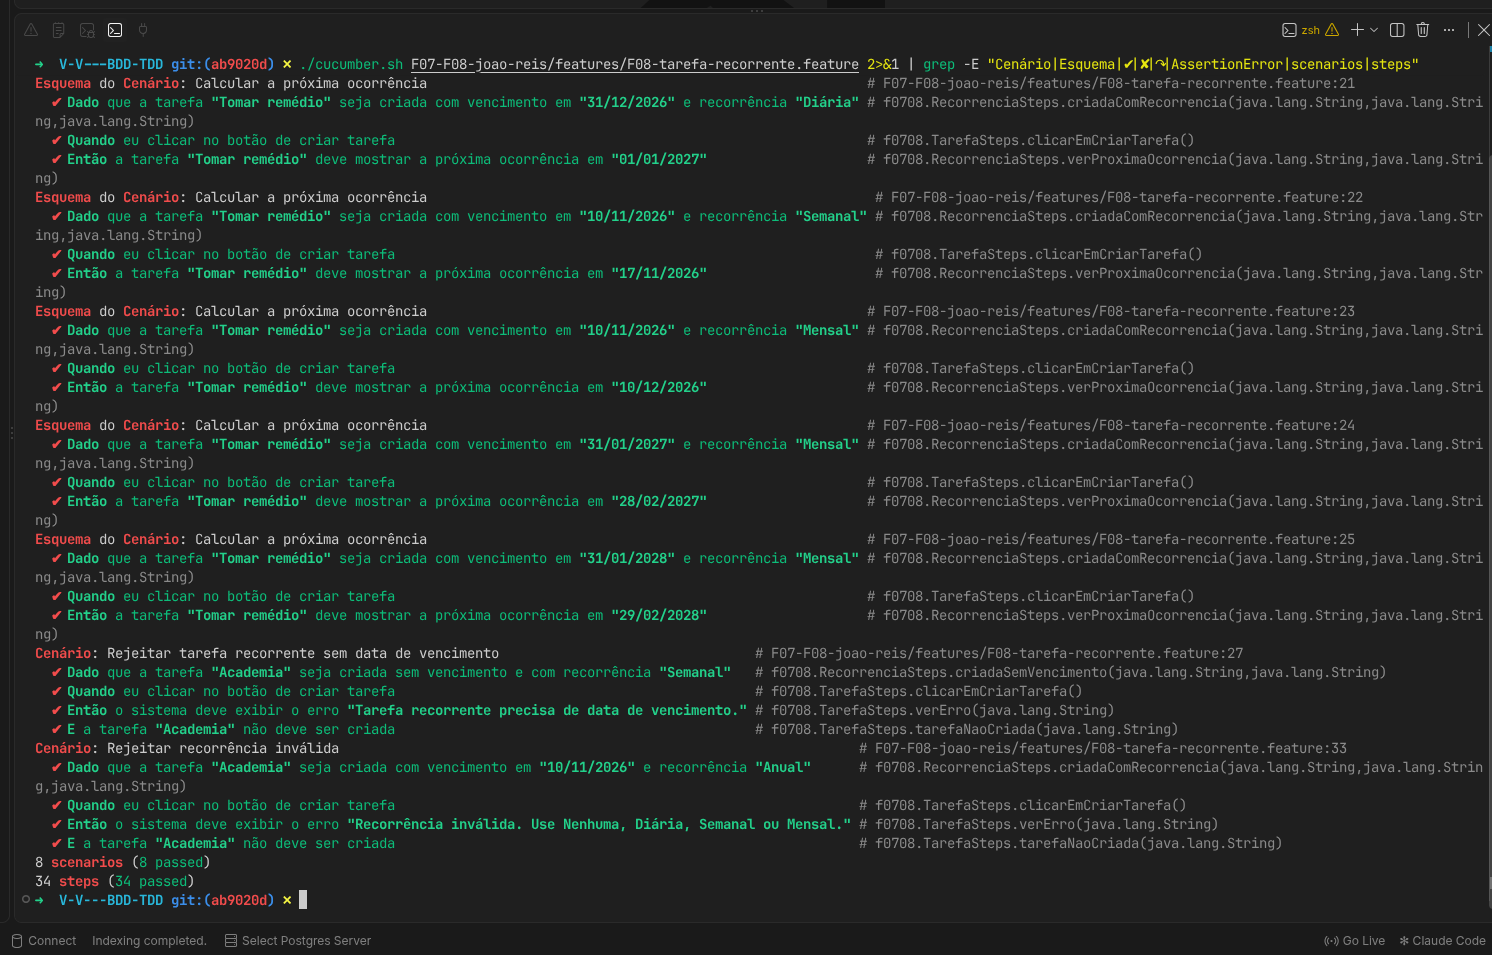 zsh
➜  V-V---BDD-TDD git:(ab9020d) ✗ ./cucumber.sh F07-F08-joao-reis/features/F08-tarefa-recorrente.feature 2>&1 | grep -E "Cenário|Esquema|✔|✘|↷|AssertionError|scenarios|steps"
Esquema do Cenário: Calcular a próxima ocorrência # F07-F08-joao-reis/features/F08-tarefa-recorrente.feature:21
✔ Dado que a tarefa "Tomar remédio" seja criada com vencimento em "31/12/2026" e recorrência "Diária" # f0708.RecorrenciaSteps.criadaComRecorrencia(java.lang.String,java.lang.Stri
ng,java.lang.String)
✔ Quando eu clicar no botão de criar tarefa # f0708.TarefaSteps.clicarEmCriarTarefa()
✔ Então a tarefa "Tomar remédio" deve mostrar a próxima ocorrência em "01/01/2027" # f0708.RecorrenciaSteps.verProximaOcorrencia(java.lang.String,java.lang.Stri
ng)
Esquema do Cenário: Calcular a próxima ocorrência # F07-F08-joao-reis/features/F08-tarefa-recorrente.feature:22
✔ Dado que a tarefa "Tomar remédio" seja criada com vencimento em "10/11/2026" e recorrência "Semanal" # f0708.RecorrenciaSteps.criadaComRecorrencia(java.lang.String,java.lang.Str
ing,java.lang.String)
✔ Quando eu clicar no botão de criar tarefa # f0708.TarefaSteps.clicarEmCriarTarefa()
✔ Então a tarefa "Tomar remédio" deve mostrar a próxima ocorrência em "17/11/2026" # f0708.RecorrenciaSteps.verProximaOcorrencia(java.lang.String,java.lang.Str
ing)
Esquema do Cenário: Calcular a próxima ocorrência # F07-F08-joao-reis/features/F08-tarefa-recorrente.feature:23
✔ Dado que a tarefa "Tomar remédio" seja criada com vencimento em "10/11/2026" e recorrência "Mensal" # f0708.RecorrenciaSteps.criadaComRecorrencia(java.lang.String,java.lang.Stri
ng,java.lang.String)
✔ Quando eu clicar no botão de criar tarefa # f0708.TarefaSteps.clicarEmCriarTarefa()
✔ Então a tarefa "Tomar remédio" deve mostrar a próxima ocorrência em "10/12/2026" # f0708.RecorrenciaSteps.verProximaOcorrencia(java.lang.String,java.lang.Stri
ng)
Esquema do Cenário: Calcular a próxima ocorrência # F07-F08-joao-reis/features/F08-tarefa-recorrente.feature:24
✔ Dado que a tarefa "Tomar remédio" seja criada com vencimento em "31/01/2027" e recorrência "Mensal" # f0708.RecorrenciaSteps.criadaComRecorrencia(java.lang.String,java.lang.Stri
ng,java.lang.String)
✔ Quando eu clicar no botão de criar tarefa # f0708.TarefaSteps.clicarEmCriarTarefa()
✔ Então a tarefa "Tomar remédio" deve mostrar a próxima ocorrência em "28/02/2027" # f0708.RecorrenciaSteps.verProximaOcorrencia(java.lang.String,java.lang.Stri
ng)
Esquema do Cenário: Calcular a próxima ocorrência # F07-F08-joao-reis/features/F08-tarefa-recorrente.feature:25
✔ Dado que a tarefa "Tomar remédio" seja criada com vencimento em "31/01/2028" e recorrência "Mensal" # f0708.RecorrenciaSteps.criadaComRecorrencia(java.lang.String,java.lang.Stri
ng,java.lang.String)
✔ Quando eu clicar no botão de criar tarefa # f0708.TarefaSteps.clicarEmCriarTarefa()
✔ Então a tarefa "Tomar remédio" deve mostrar a próxima ocorrência em "29/02/2028" # f0708.RecorrenciaSteps.verProximaOcorrencia(java.lang.String,java.lang.Stri
ng)
Cenário: Rejeitar tarefa recorrente sem data de vencimento # F07-F08-joao-reis/features/F08-tarefa-recorrente.feature:27
✔ Dado que a tarefa "Academia" seja criada sem vencimento e com recorrência "Semanal" # f0708.RecorrenciaSteps.criadaSemVencimento(java.lang.String,java.lang.String)
✔ Quando eu clicar no botão de criar tarefa # f0708.TarefaSteps.clicarEmCriarTarefa()
✔ Então o sistema deve exibir o erro "Tarefa recorrente precisa de data de vencimento." # f0708.TarefaSteps.verErro(java.lang.String)
✔ E a tarefa "Academia" não deve ser criada # f0708.TarefaSteps.tarefaNaoCriada(java.lang.String)
Cenário: Rejeitar recorrência inválida # F07-F08-joao-reis/features/F08-tarefa-recorrente.feature:33
✔ Dado que a tarefa "Academia" seja criada com vencimento em "10/11/2026" e recorrência "Anual" # f0708.RecorrenciaSteps.criadaComRecorrencia(java.lang.String,java.lang.Strin
g,java.lang.String)
✔ Quando eu clicar no botão de criar tarefa # f0708.TarefaSteps.clicarEmCriarTarefa()
✔ Então o sistema deve exibir o erro "Recorrência inválida. Use Nenhuma, Diária, Semanal ou Mensal." # f0708.TarefaSteps.verErro(java.lang.String)
✔ E a tarefa "Academia" não deve ser criada # f0708.TarefaSteps.tarefaNaoCriada(java.lang.String)
8 scenarios (8 passed)
34 steps (34 passed)
➜  V-V---BDD-TDD git:(ab9020d) ✗
Connect Indexing completed. Select Postgres Server Go Live Claude Code